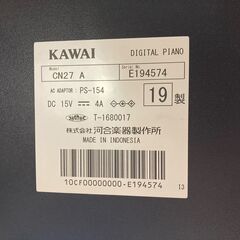 KAWAI
DIGITAL PIANO
Model CN27 A
Serial No. E194574
AC ADAPTOR : PS-154
DC 15V 4A
19 製
T-1680017
株式会社 河合楽器製作所
MADE IN INDONESIA
10CF00000000-E194574
13